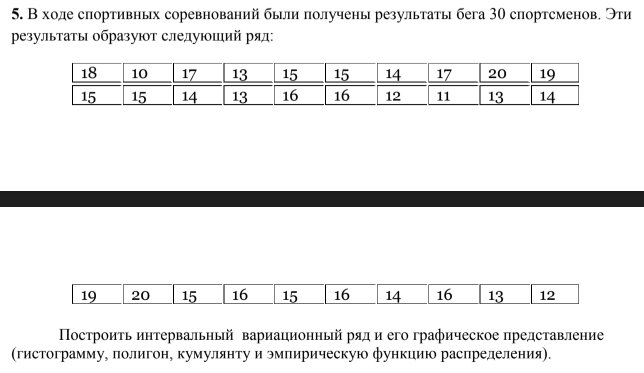 5. В ходе спортивных соревнований были получены результаты бега 30 спортсменов. Эти
результаты образуют следующий ряд:
18 10 17 13 15 15 14 17 20 19
15 15 14 13 16 16 12 11 13 14
19 20 15 16 15 16 14 16 13 12
Построить интервальный вариационный ряд и его графическое представление
(гистограмму, полигон, кумулянту и эмпирическую функцию распределения).